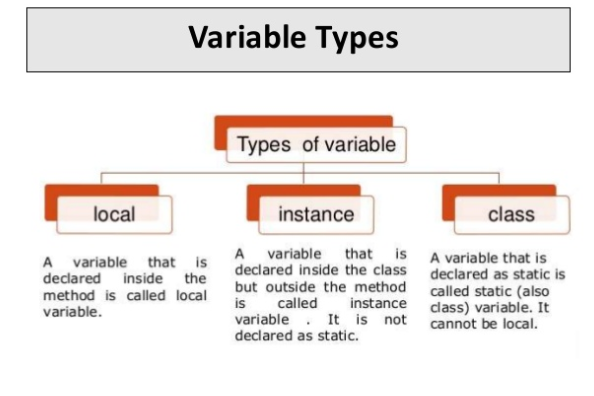 Variable Types
Types of variable
local
instance
class
A variable that is
declared inside the
method is called local
variable.
A variable that is
declared inside the class
but outside the method
is called instance
variable . It is not
declared as static.
A variable that is
declared as static is
called static (also
class) variable. It
cannot be local.